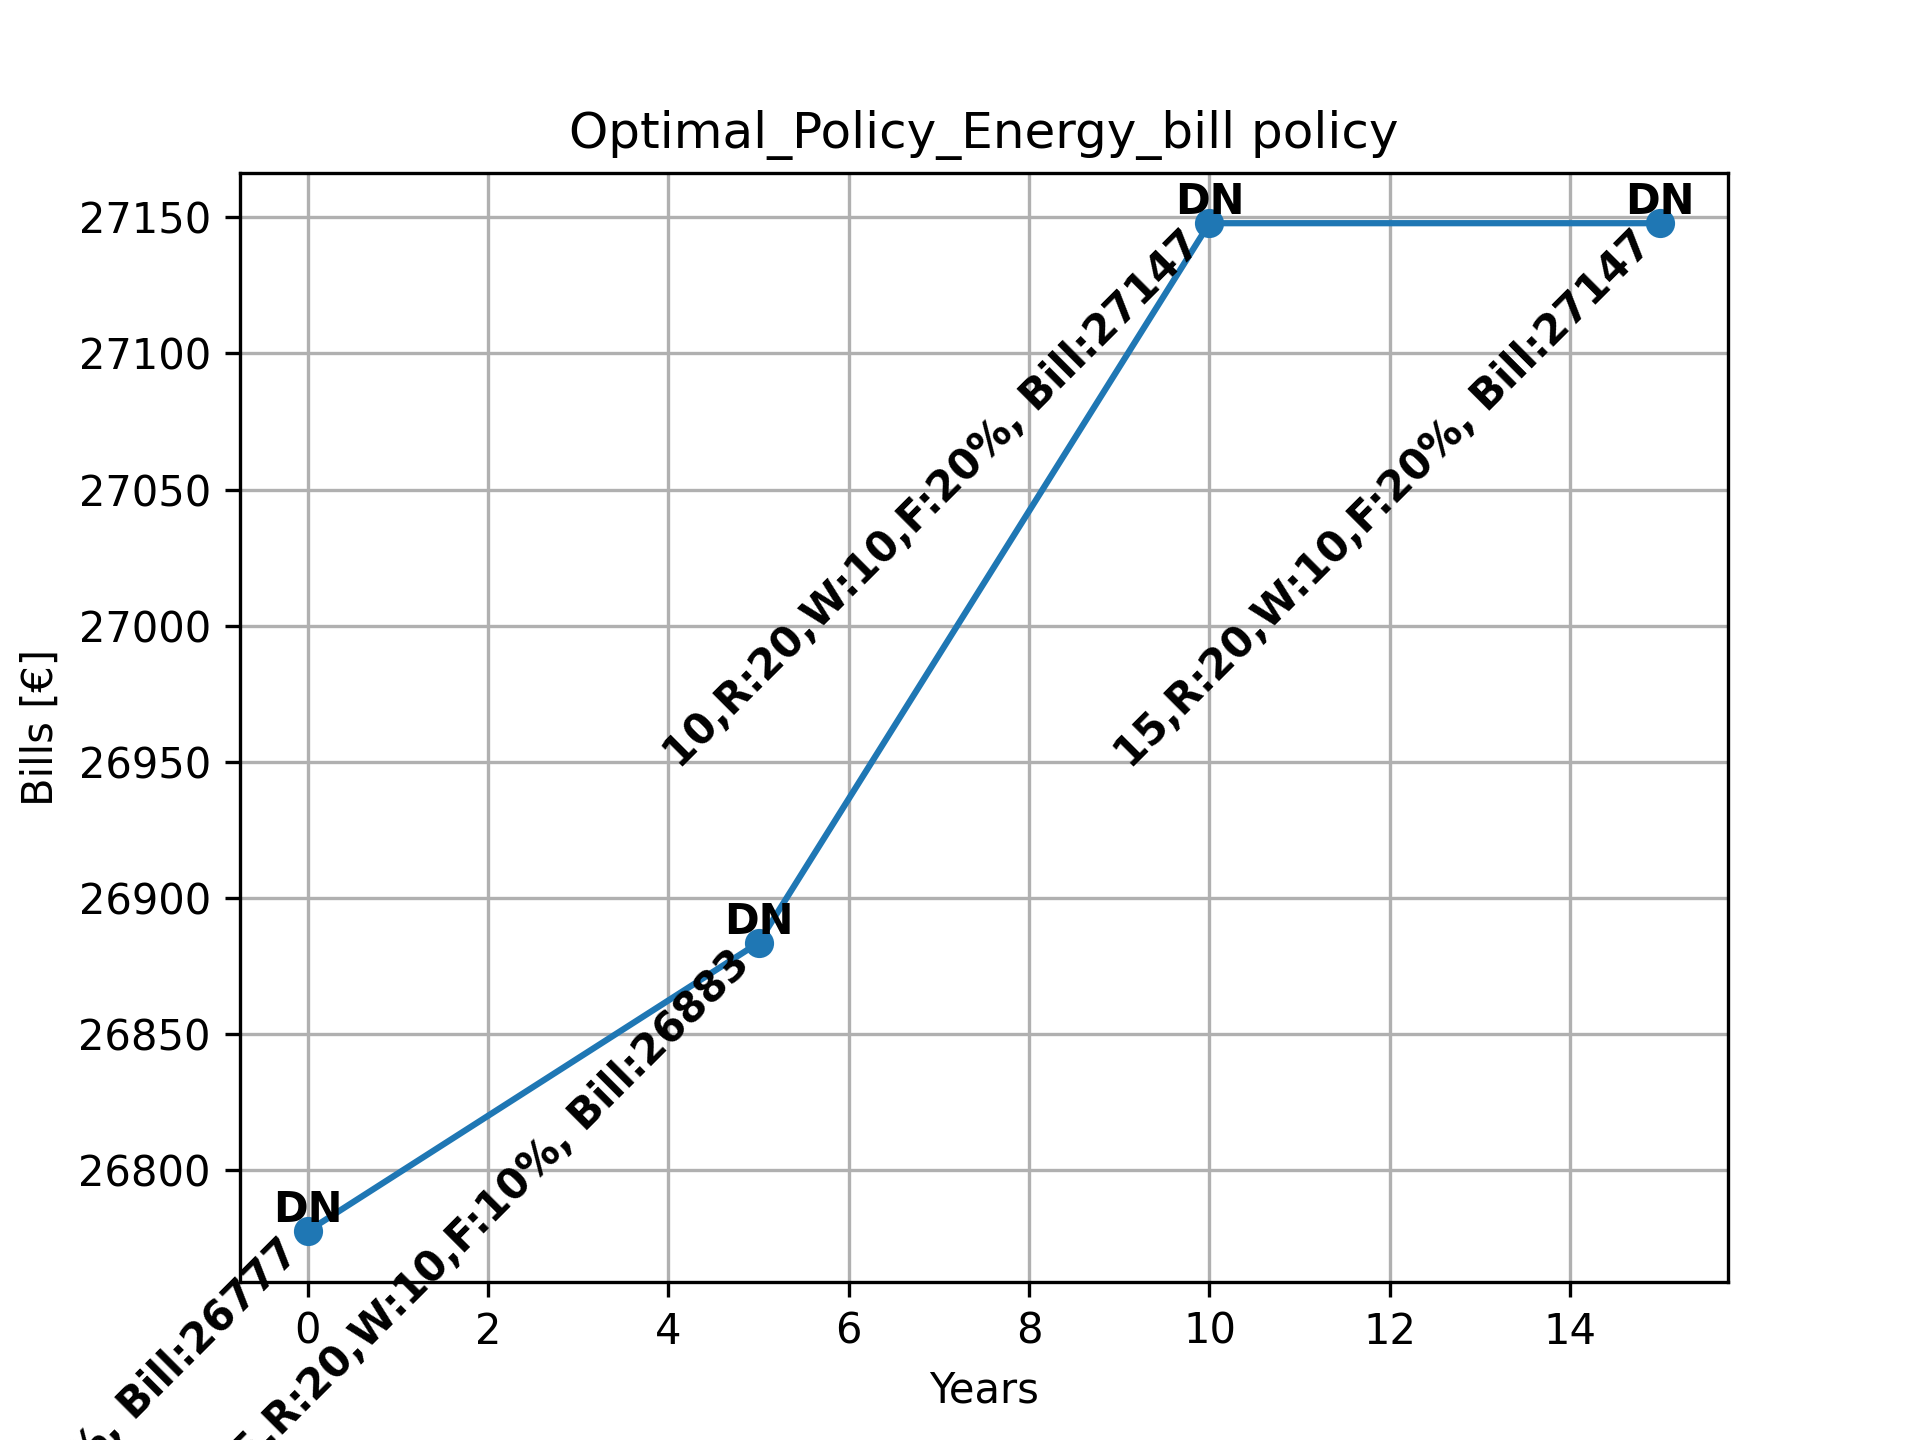 Optimal_Policy_Energy_bill policy
27150
27100
27050
27000
26950
26900
26850
26800
Bills [€]
DN
DN
DN
DN
10,R:20,W:10,F:20%, Bill:27147
15,R:20,W:10,F:20%, Bill:27147
5,R:20,W:10,F:10%, Bill:26883
%, Bill:26777
0 2 4 6 8 10 12 14
Years